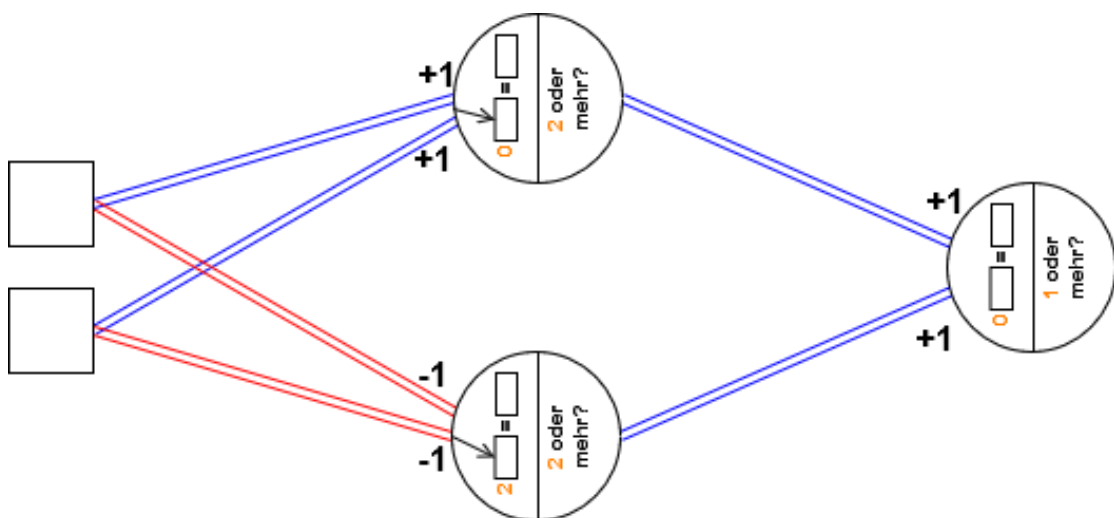 +1
+1
0 =
2 oder
mehr?
-1
-1
2 =
2 oder
mehr?
+1
+1
0 =
1 oder
mehr?